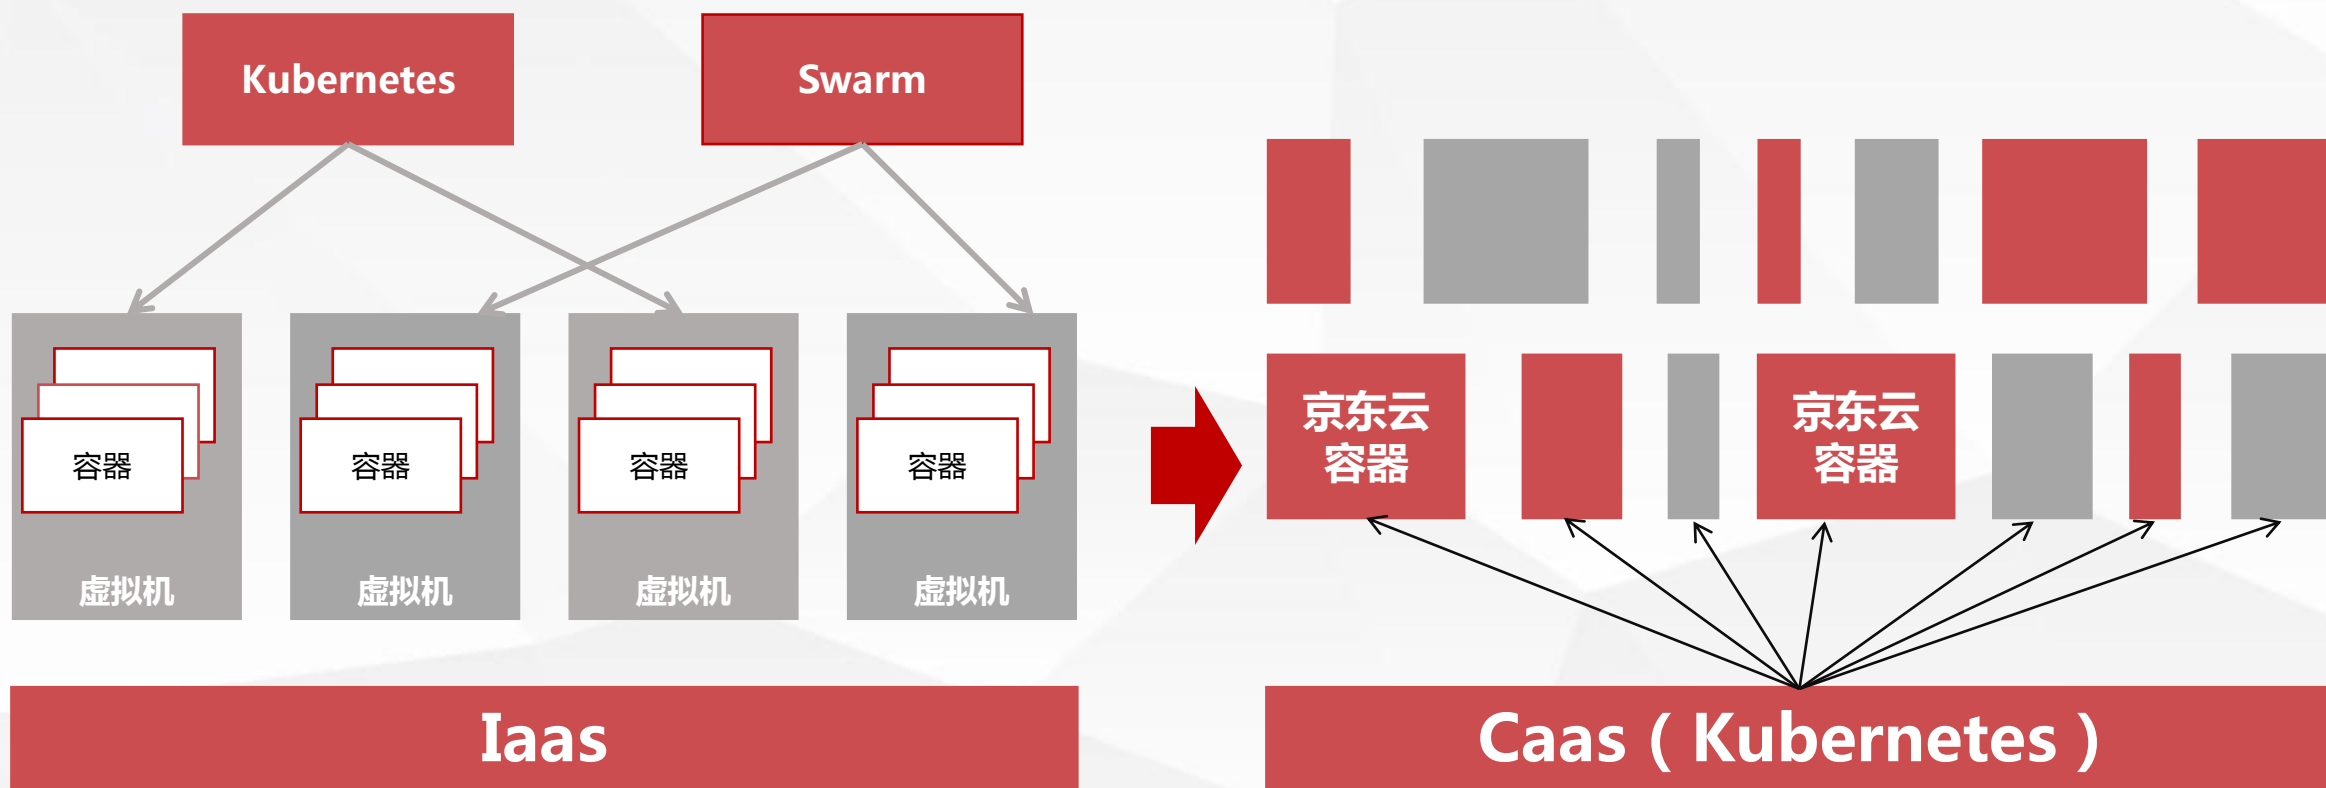 Kubernetes
Swarm
容器
容器
容器
容器
虚拟机
虚拟机
虚拟机
虚拟机
Iaas
京东云
容器
京东云
容器
Caas（Kubernetes）